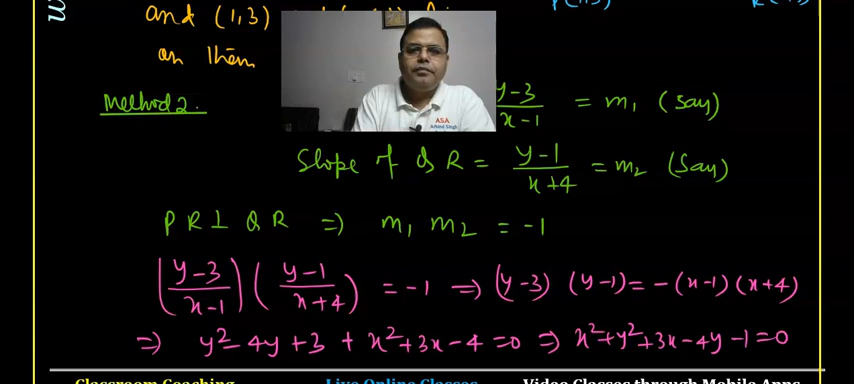 and (1,3)
on them
Method 2.
y-3/x-1 = m₁ (say)
ASA
Arvind Singh
Slope of QR = y-1/x+4 = m₂ (Say)
PR ⊥ QR ⇒ m₁ m₂ = -1
(y-3/x-1) (y-1/x+4) = -1 ⇒ (y-3) (y-1) = -(x-1) (x+4)
⇒ y² - 4y + 3 + x² + 3x - 4 = 0 ⇒ x² + y² + 3x - 4y - 1 = 0
Classroom Coaching Live Online Classes Video Classes through Mobile Apps